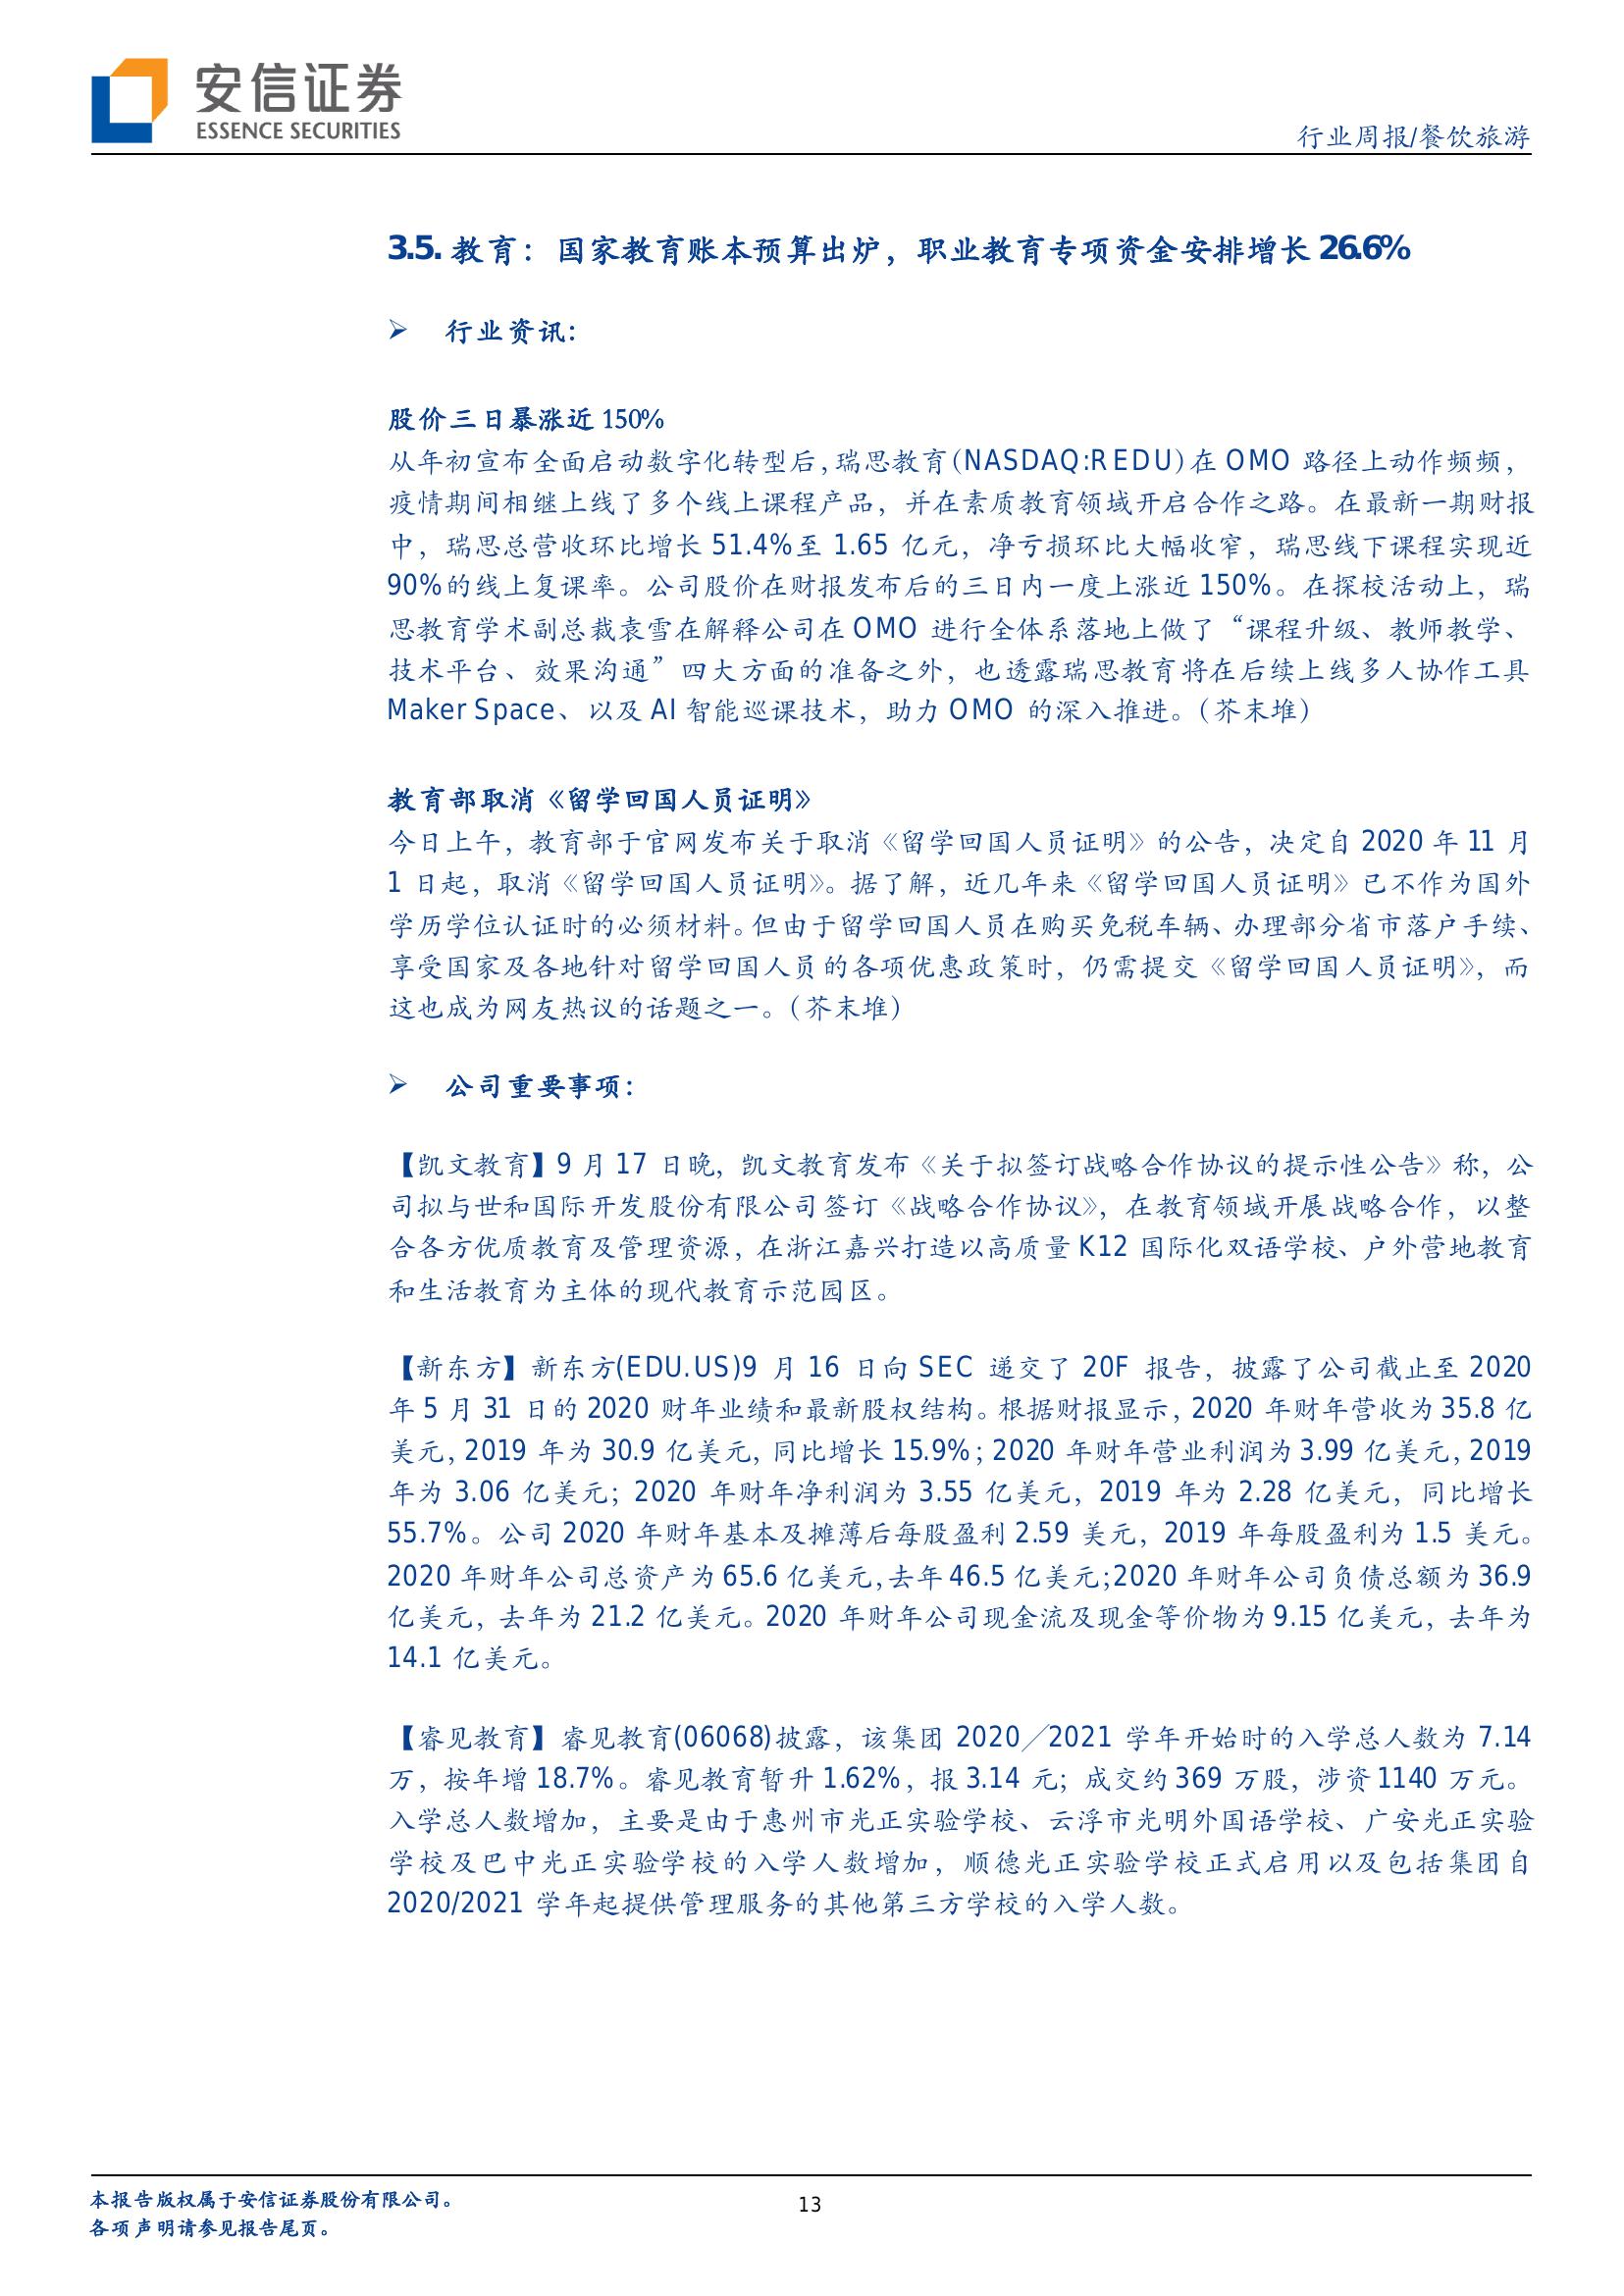 安信证券
ESSENCE SECURITIES
行业周报/餐饮旅游
3.5. 教育：国家教育账本预算出炉，职业教育专项资金安排增长 26.6%
➢ 行业资讯：
股价三日暴涨近 150%
从年初宣布全面启动数字化转型后，瑞思教育（NASDAQ:REDU）在 OMO 路径上动作频频，
疫情期间相继上线了多个线上课程产品，并在素质教育领域开启合作之路。在最新一期财报
中，瑞思总营收环比增长 51.4%至 1.65 亿元，净亏损环比大幅收窄，瑞思线下课程实现近
90%的线上复课率。公司股价在财报发布后的三日内一度上涨近 150%。在探校活动上，瑞
思教育学术副总裁袁雪在解释公司在 OMO 进行全体系落地上做了“课程升级、教师教学、
技术平台、效果沟通”四大方面的准备之外，也透露瑞思教育将在后续上线多人协作工具
Maker Space、以及 AI 智能巡课技术，助力 OMO 的深入推进。（芥末堆）
教育部取消《留学回国人员证明》
今日上午，教育部于官网发布关于取消《留学回国人员证明》的公告，决定自 2020 年 11 月
1 日起，取消《留学回国人员证明》。据了解，近几年来《留学回国人员证明》已不作为国外
学历学位认证时的必须材料。但由于留学回国人员在购买免税车辆、办理部分省市落户手续、
享受国家及各地针对留学回国人员的各项优惠政策时，仍需提交《留学回国人员证明》，而
这也成为网友热议的话题之一。（芥末堆）
➢ 公司重要事项：
【凯文教育】9 月 17 日晚，凯文教育发布《关于拟签订战略合作协议的提示性公告》称，公
司拟与世和国际开发股份有限公司签订《战略合作协议》，在教育领域开展战略合作，以整
合各方优质教育及管理资源，在浙江嘉兴打造以高质量 K12 国际化双语学校、户外营地教育
和生活教育为主体的现代教育示范园区。
【新东方】新东方(EDU.US)9 月 16 日向 SEC 递交了 20F 报告，披露了公司截止至 2020
年 5 月 31 日的 2020 财年业绩和最新股权结构。根据财报显示，2020 年财年营收为 35.8 亿
美元，2019 年为 30.9 亿美元，同比增长 15.9%；2020 年财年营业利润为 3.99 亿美元，2019
年为 3.06 亿美元；2020 年财年净利润为 3.55 亿美元，2019 年为 2.28 亿美元，同比增长
55.7%。公司 2020 年财年基本及摊薄后每股盈利 2.59 美元，2019 年每股盈利为 1.5 美元。
2020 年财年公司总资产为 65.6 亿美元,去年 46.5 亿美元;2020 年财年公司负债总额为 36.9
亿美元，去年为 21.2 亿美元。2020 年财年公司现金流及现金等价物为 9.15 亿美元，去年为
14.1 亿美元。
【睿见教育】睿见教育(06068)披露，该集团 2020／2021 学年开始时的入学总人数为 7.14
万，按年增 18.7%。睿见教育暂升 1.62%，报 3.14 元；成交约 369 万股，涉资 1140 万元。
入学总人数增加，主要是由于惠州市光正实验学校、云浮市光明外国语学校、广安光正实验
学校及巴中光正实验学校的入学人数增加，顺德光正实验学校正式启用以及包括集团自
2020/2021 学年起提供管理服务的其他第三方学校的入学人数。
本报告版权属于安信证券股份有限公司。
13
各项声明请参见报告尾页。